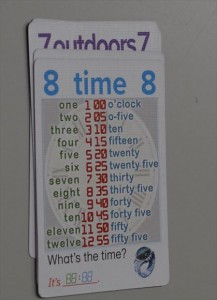 7 outdoors 7
8 time 8
one 1 00 o'clock
two 2 05 o-five
three 3 10 ten
four 4 15 fifteen
five 5 20 twenty
six 6 25 twenty five
seven 7 30 thirty
eight 8 35 thirty five
nine 9 40 forty
ten 10 45 forty five
eleven 11 50 fifty
twelve 12 55 fifty five
What's the time?
It's 88:88